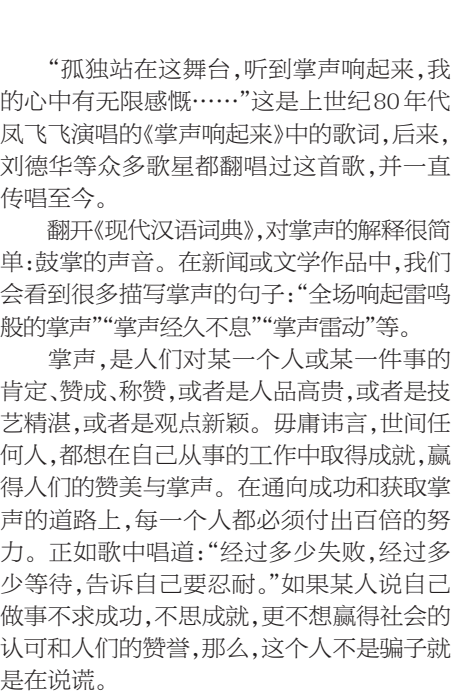 “孤独站在这舞台,听到掌声响起来,我
的心中有无限感慨……”这是上世纪80年代
凤飞飞演唱的《掌声响起来》中的歌词,后来,
刘德华等众多歌星都翻唱过这首歌,并一直
传唱至今。
翻开《现代汉语词典》,对掌声的解释很简
单:鼓掌的声音。在新闻或文学作品中,我们
会看到很多描写掌声的句子:“全场响起雷鸣
般的掌声”“掌声经久不息”“掌声雷动”等。
掌声,是人们对某一个人或某一件事的
肯定、赞成、称赞,或者是人品高贵,或者是技
艺精湛,或者是观点新颖。毋庸讳言,世间任
何人,都想在自己从事的工作中取得成就,赢
得人们的赞美与掌声。在通向成功和获取掌
声的道路上,每一个人都必须付出百倍的努
力。正如歌中唱道:“经过多少失败,经过多
少等待,告诉自己要忍耐。”如果某人说自己
做事不求成功,不思成就,更不想赢得社会的
认可和人们的赞誉,那么,这个人不是骗子就
是在说谎。